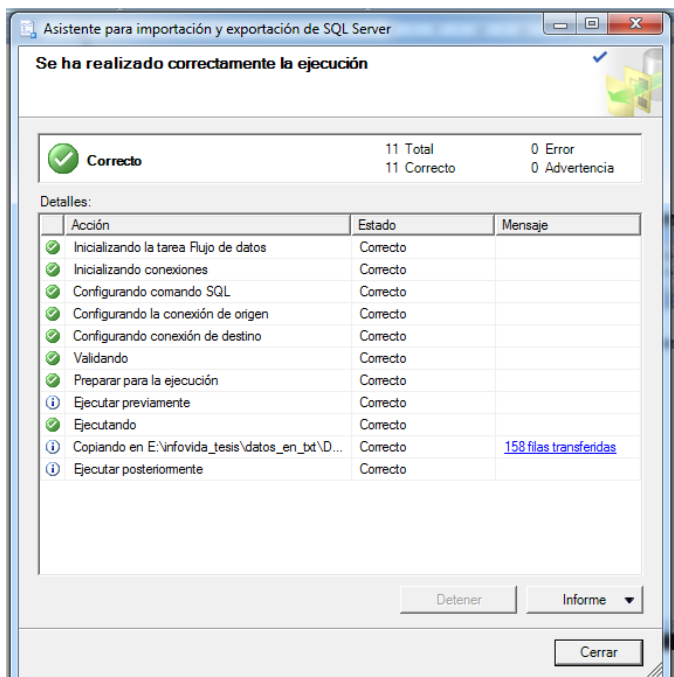 Asistente para importación y exportación de SQL Server
Se ha realizado correctamente la ejecución
Correcto
11 Total 0 Error
11 Correcto 0 Advertencia
Detalles:
Acción Estado Mensaje
Inicializando la tarea Flujo de datos Correcto
Inicializando conexiones Correcto
Configurando comando SQL Correcto
Configurando la conexión de origen Correcto
Configurando conexión de destino Correcto
Validando Correcto
Preparar para la ejecución Correcto
Ejecutar previamente Correcto
Ejecutando Correcto
Copiando en E:\infovida_tesis\datos_en_txt\D... Correcto 158 filas transferidas
Ejecutar posteriormente Correcto
Detener Informe
Cerrar